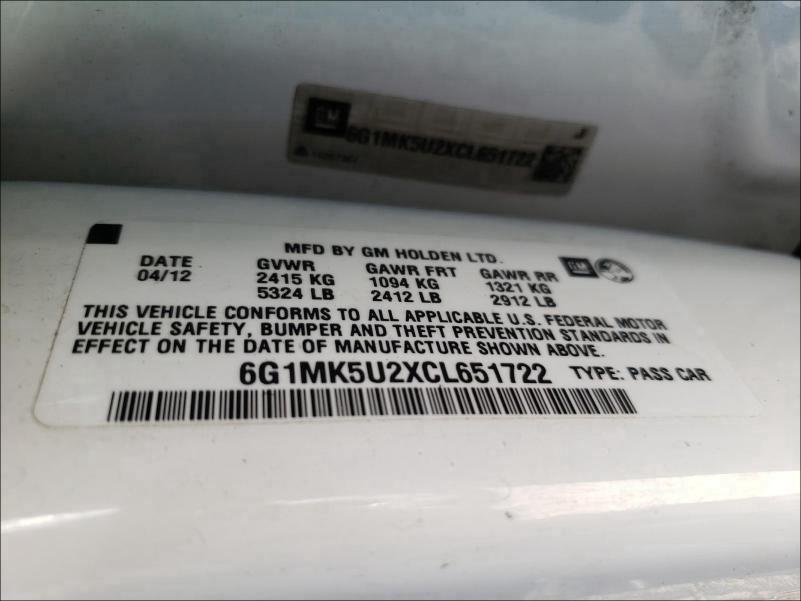 GM
6G1MK5U2XCL651722
MFD BY GM HOLDEN LTD.
DATE GVWR GAWR FRT GAWR RR GM
04/12 2415 KG 1094 KG 1321 KG
5324 LB 2412 LB 2912 LB
THIS VEHICLE CONFORMS TO ALL APPLICABLE U.S. FEDERAL MOTOR
VEHICLE SAFETY, BUMPER AND THEFT PREVENTION STANDARDS IN
EFFECT ON THE DATE OF MANUFACTURE SHOWN ABOVE.
6G1MK5U2XCL651722 TYPE: PASS CAR